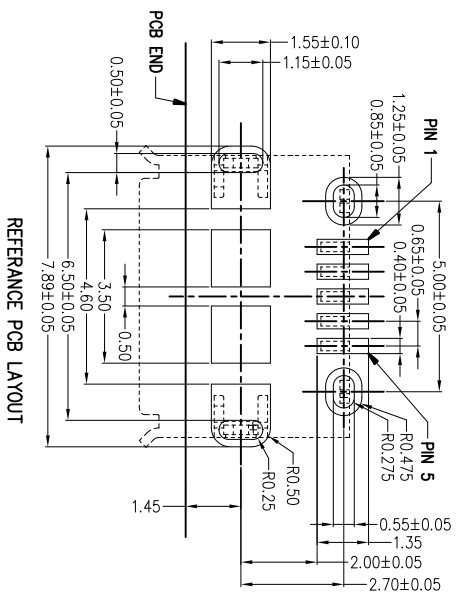 1.55±0.10
1.15±0.05
PCB END
0.50±0.05
PIN 1
1.25±0.05
0.85±0.05
0.65±0.05
0.40±0.05
5.00±0.05
PIN 5
R0.475
R0.275
0.55±0.05
1.35
2.00±0.05
2.70±0.05
R0.50
R0.25
1.45
0.50
3.50
4.60
6.50±0.05
7.89±0.05
REFERANCE PCB LAYOUT